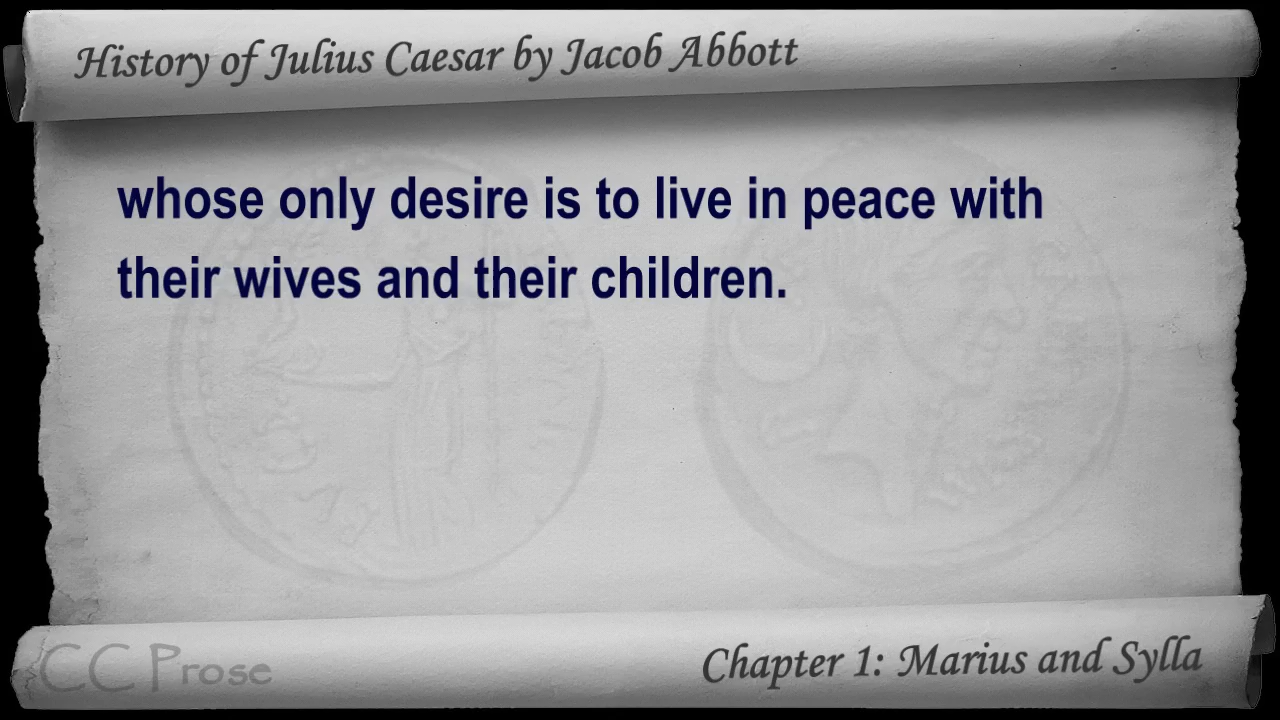 History of Julius Caesar by Jacob Abbott
whose only desire is to live in peace with
their wives and their children.
CC Prose
Chapter 1: Marius and Sylla